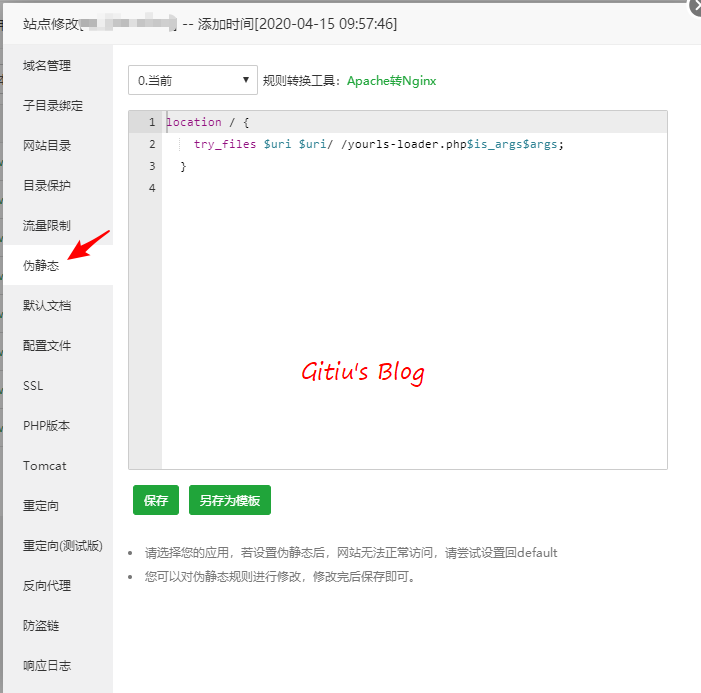 站点修改[ ] -- 添加时间[2020-04-15 09:57:46]
域名管理
子目录绑定
网站目录
目录保护
流量限制
伪静态
默认文档
配置文件
SSL
PHP版本
Tomcat
重定向
重定向(测试版)
反向代理
防盗链
响应日志
0.当前
规则转换工具：Apache转Nginx
1 location / {
2 try_files $uri $uri/ /yourls-loader.php$is_args$args;
3 }
4
Gitiu's Blog
保存
另存为模板
请选择您的应用，若设置伪静态后，网站无法正常访问，请尝试设置回default
您可以对伪静态规则进行修改，修改完后保存即可。